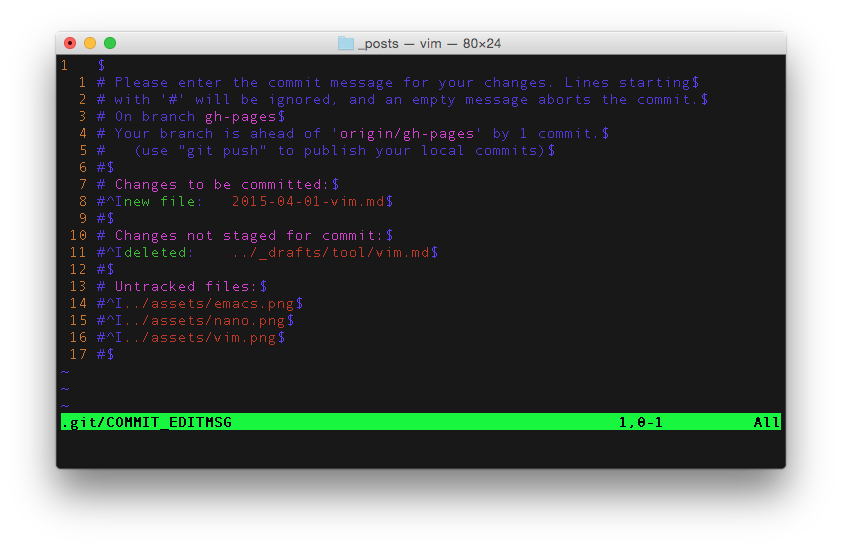 _posts — vim — 80×24
1   $
  1 # Please enter the commit message for your changes. Lines starting$
  2 # with '#' will be ignored, and an empty message aborts the commit.$
  3 # On branch gh-pages$
  4 # Your branch is ahead of 'origin/gh-pages' by 1 commit.$
  5 #   (use "git push" to publish your local commits)$
  6 #$
  7 # Changes to be committed:$
  8 #^Inew file:   2015-04-01-vim.md$
  9 #$
 10 # Changes not staged for commit:$
 11 #^Ideleted:    ../_drafts/tool/vim.md$
 12 #$
 13 # Untracked files:$
 14 #^I../assets/emacs.png$
 15 #^I../assets/nano.png$
 16 #^I../assets/vim.png$
 17 #$
~
~
~
.git/COMMIT_EDITMSG 1,0-1 All